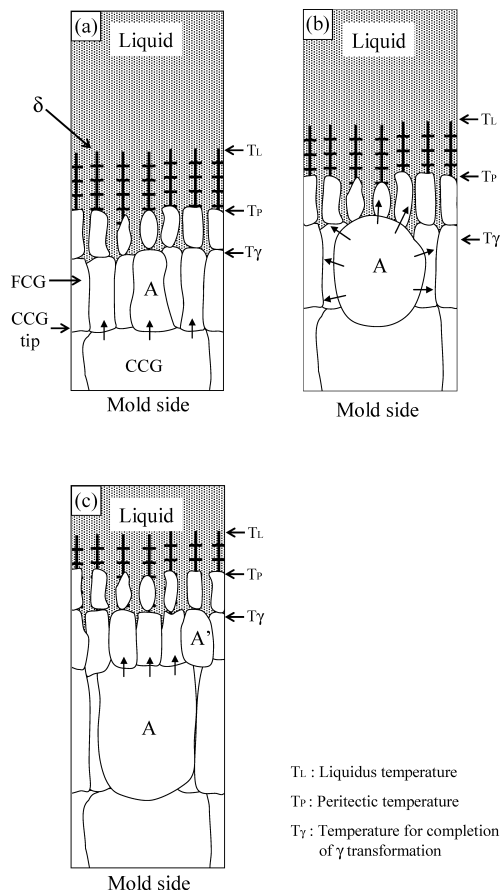 (a)
Liquid
δ
TL
TP
Tγ
FCG
A
CCG
tip
CCG
Mold side
(b)
Liquid
TL
TP
Tγ
A
Mold side
(c)
Liquid
TL
TP
Tγ
A'
A
Mold side
TL : Liquidus temperature
TP : Peritectic temperature
Tγ : Temperature for completion
of γ transformation